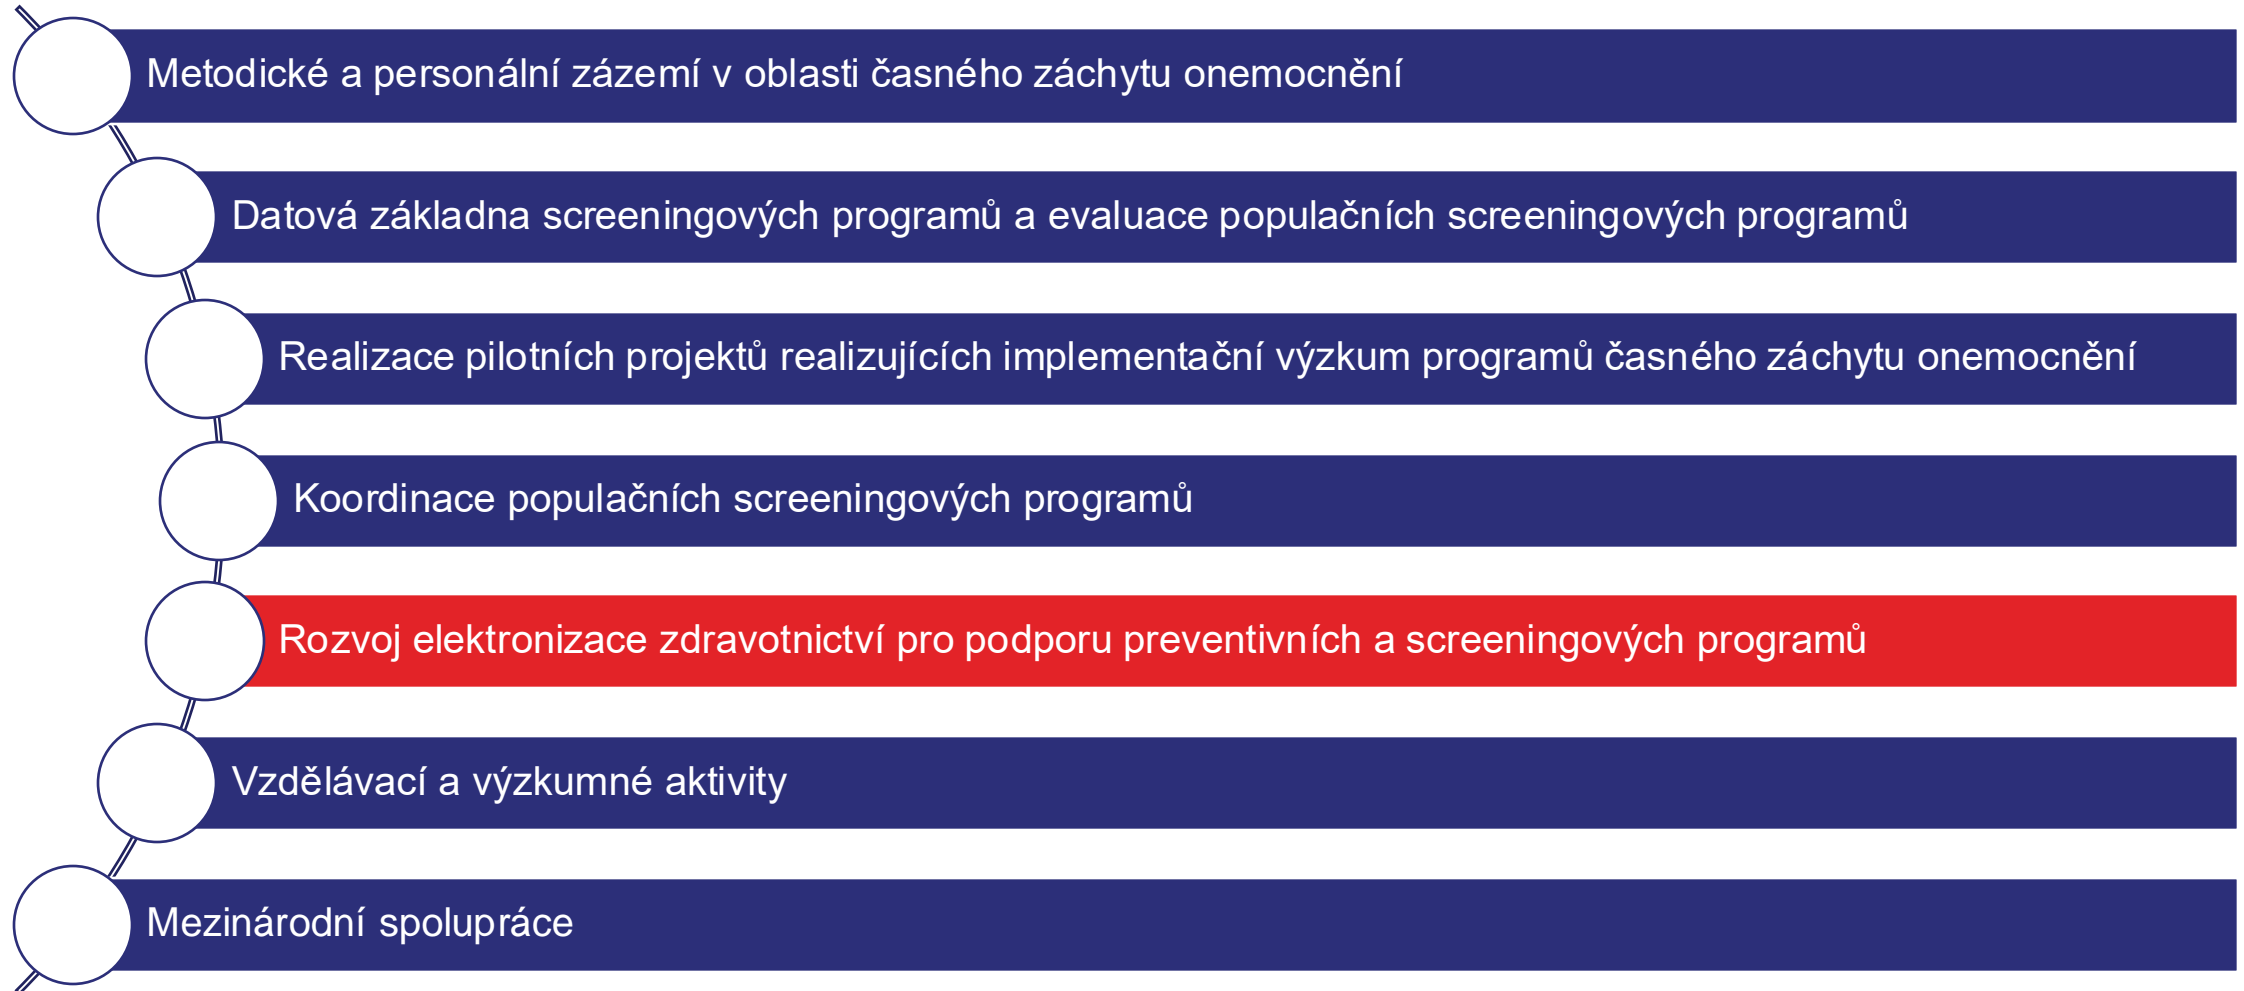 Metodické a personální zázemí v oblasti časného záchytu onemocnění
Datová základna screeningových programů a evaluace populačních screeningových programů
Realizace pilotních projektů realizujících implementační výzkum programů časného záchytu onemocnění
Koordinace populačních screeningových programů
Rozvoj elektronizace zdravotnictví pro podporu preventivních a screeningových programů
Vzdělávací a výzkumné aktivity
Mezinárodní spolupráce